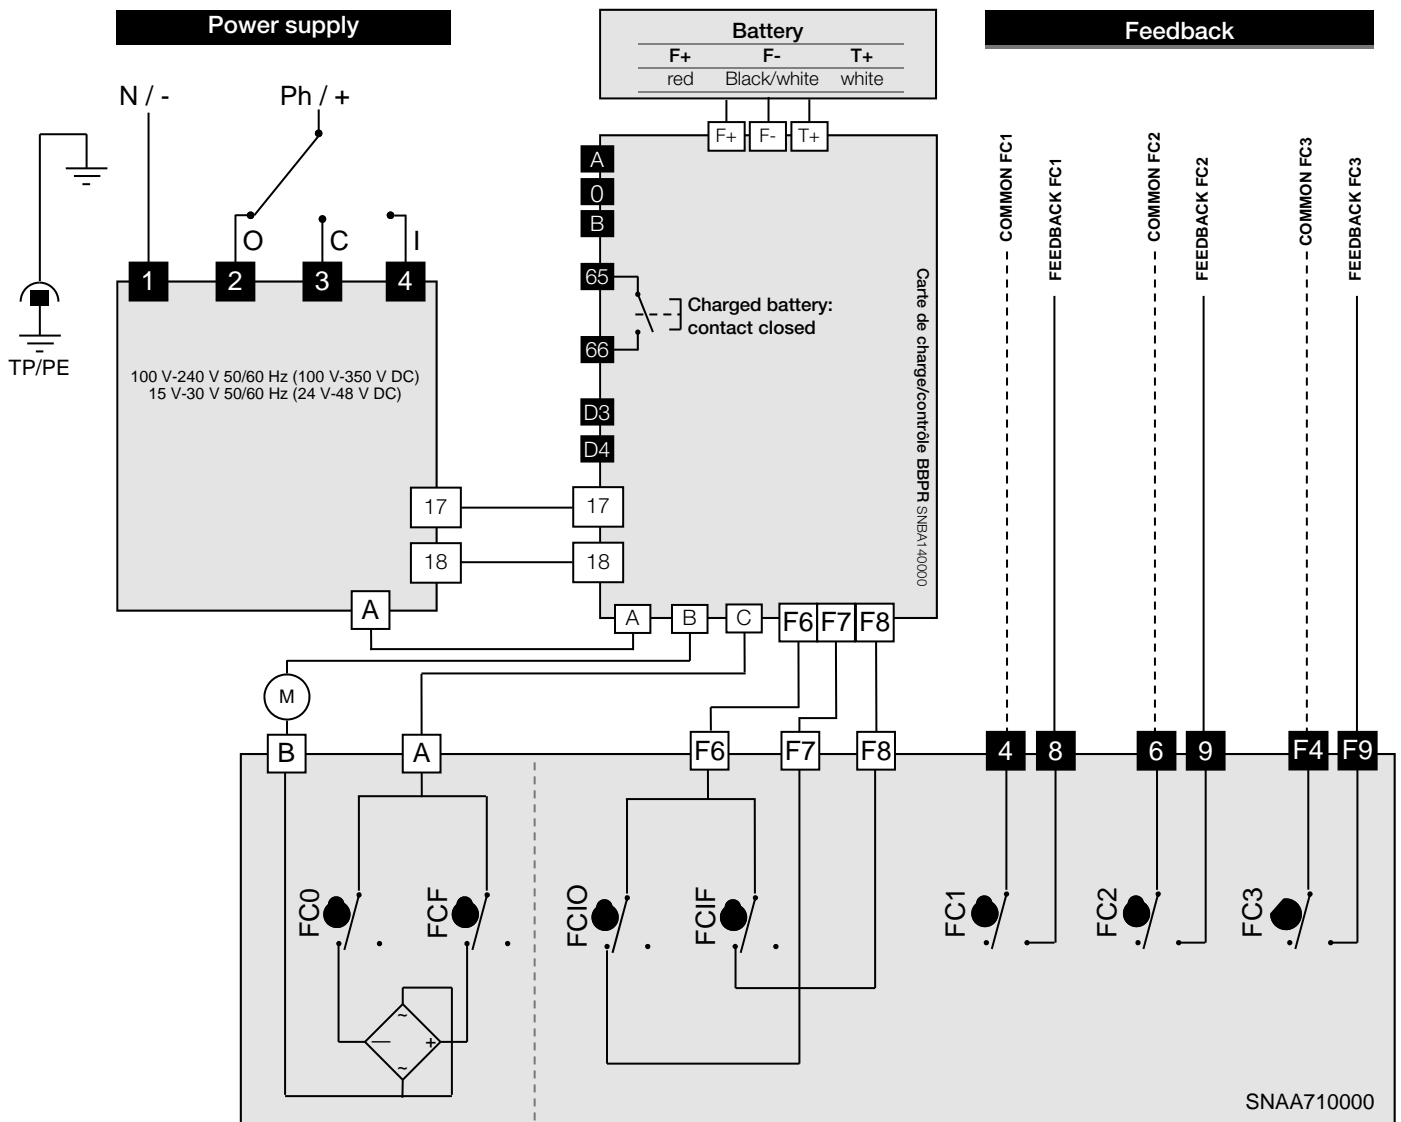 Power supply
Battery
F+ F- T+
red Black/white white
Feedback
N / -
Ph / +
F+ F- T+
A
0
B
65
66
Charged battery:
contact closed
D3
D4
17
18
Carte de charge/contrôle BBPR SNBA140000
O C I
1 2 3 4
TP/PE
100 V-240 V 50/60 Hz (100 V-350 V DC)
15 V-30 V 50/60 Hz (24 V-48 V DC)
17
18
A
A B C F6 F7 F8
COMMON FC1
FEEDBACK FC1
COMMON FC2
FEEDBACK FC2
COMMON FC3
FEEDBACK FC3
M
B A F6 F7 F8 4 8 6 9 F4 F9
FC0
FCF
FCIO
FCIF
FC1
FC2
FC3
~
— +
~
SNAA710000